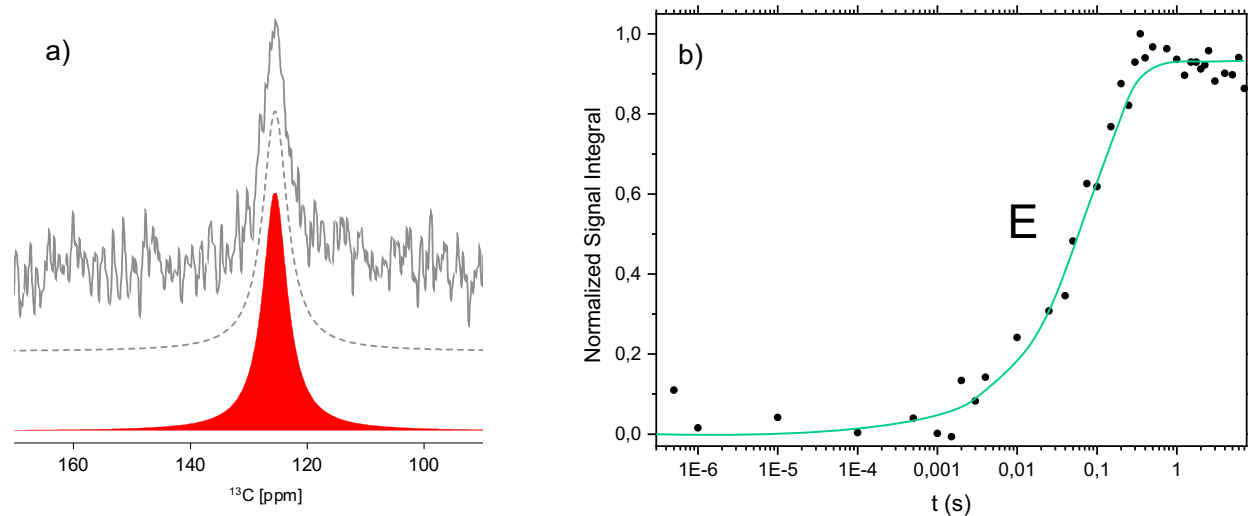 a)
160 140 120 100
¹³C [ppm]
b)
Normalized Signal Integral
1,0
0,8
0,6
0,4
0,2
0,0
E
1E-6 1E-5 1E-4 0,001 0,01 0,1 1
t (s)